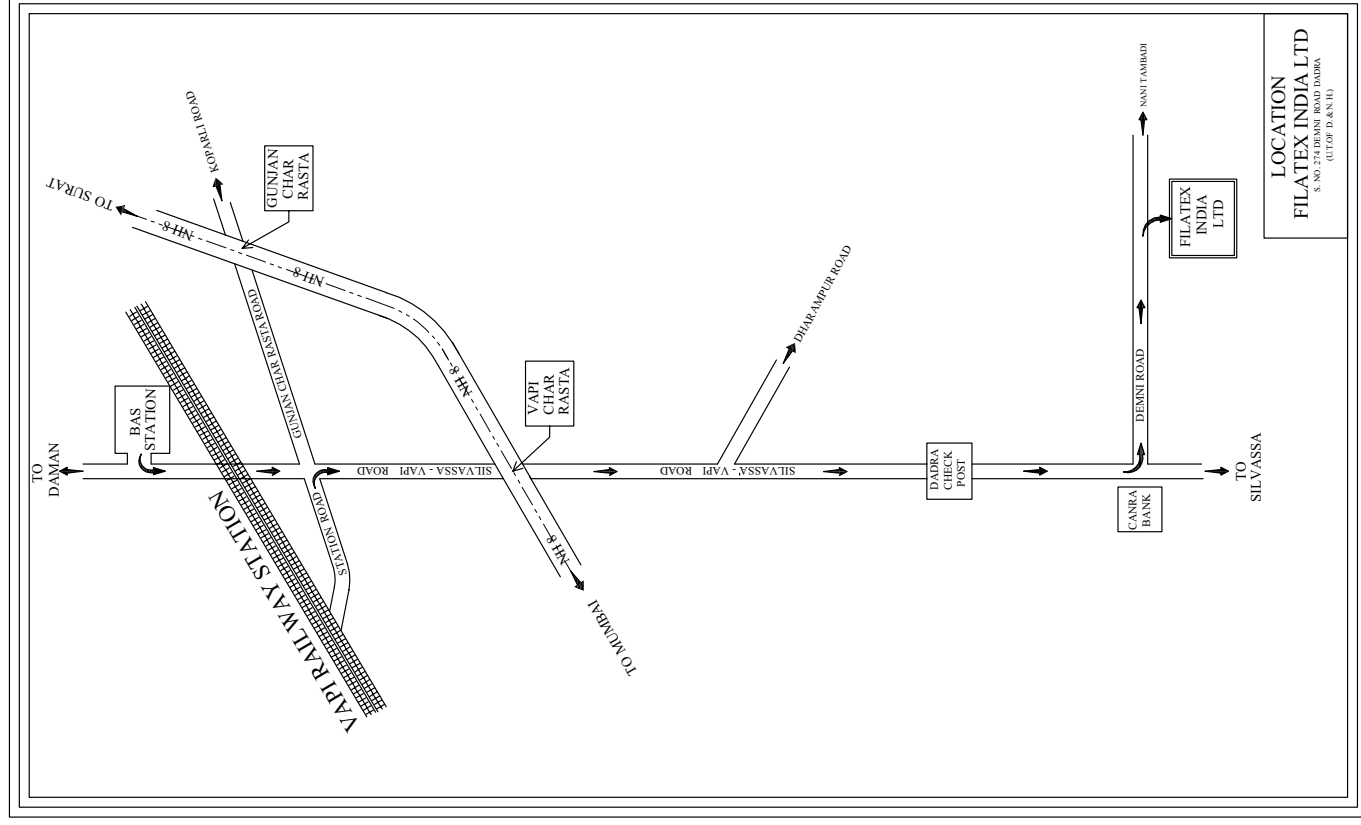 TO
DAMAN
BAS
STATION
TO SURAT
KOPARLI ROAD
GUNJAN
CHAR
RASTA
NH 8
NH 8
GUNJAN CHAR RASTA ROAD
VAPI RAILWAY STATION
STATION ROAD
SILVASSA - VAPI ROAD
NH 8
VAPI
CHAR
RASTA
NH 8
TO MUMBAI
DHARAMPUR ROAD
SILVASSA'- VAPI ROAD
DADRA
CHECK
POST
CANRA
BANK
DEMNI ROAD
NANI TAMBADI
FILATEX
INDIA
LTD
TO
SILVASSA
LOCATION
FILATEX INDIA LTD
S. NO. 274 DEMNI ROAD DADRA
(U.T.OF D. & N. H.)